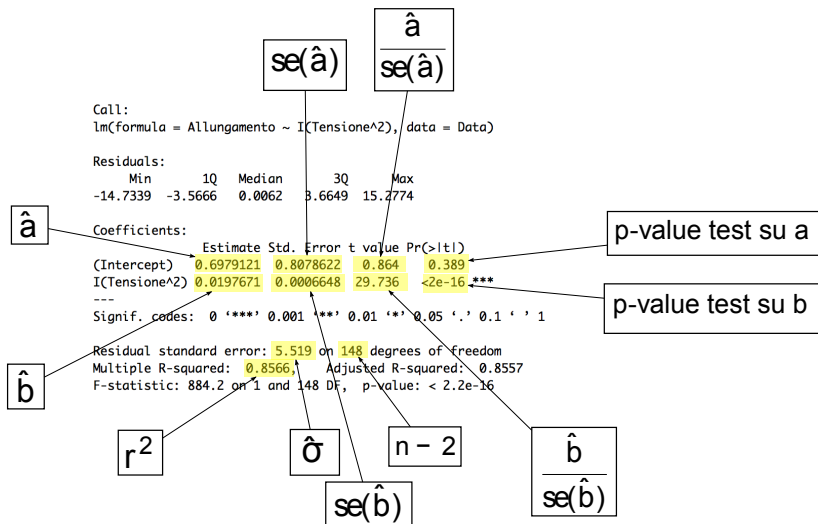 â
se(â)
se(â)
Call:
lm(formula = Allungamento ~ I(Tensione^2), data = Data)
Residuals:
Min 1Q Median 3Q Max
-14.7339 -3.5666 0.0062 3.6649 15.2774
â
Coefficients:
Estimate Std. Error t value Pr(>|t|)
(Intercept) 0.6979121 0.8078622 0.864 0.389
I(Tensione^2) 0.0197671 0.0006648 29.736 <2e-16 ***
---
Signif. codes: 0 ‘***’ 0.001 ‘**’ 0.01 ‘*’ 0.05 ‘.’ 0.1 ‘ ’ 1
p-value test su a
p-value test su b
Residual standard error: 5.519 on 148 degrees of freedom
Multiple R-squared: 0.8566, Adjusted R-squared: 0.8557
F-statistic: 884.2 on 1 and 148 DF, p-value: < 2.2e-16
b̂
r²
σ̂
n − 2
b̂
se(b̂)
se(b̂)